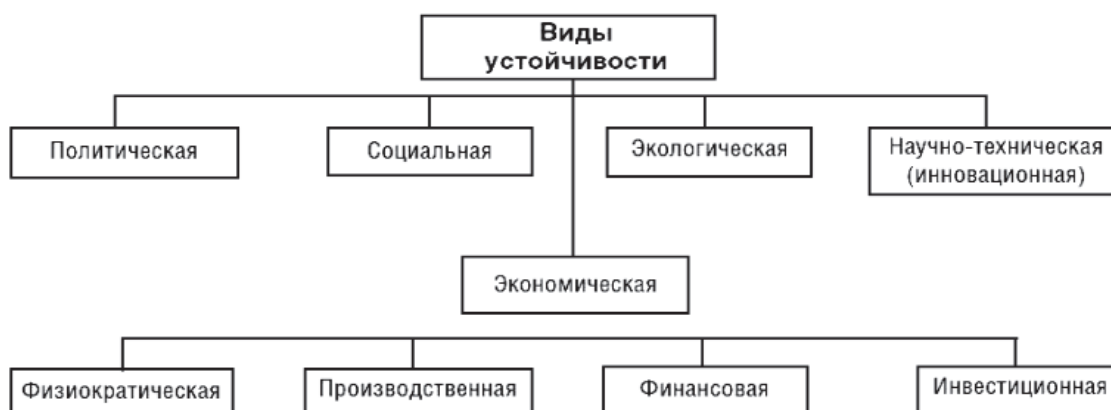 Виды
устойчивости
Политическая
Социальная
Экологическая
Научно-техническая
(инновационная)
Экономическая
Физиократическая
Производственная
Финансовая
Инвестиционная